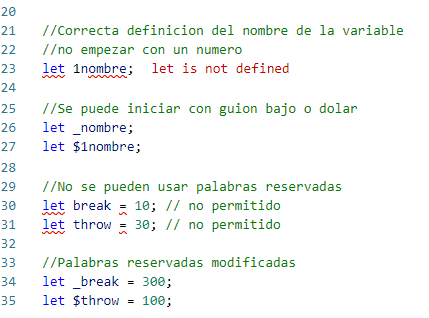 20
21 //Correcta definicion del nombre de la variable
22 //no empezar con un numero
23 let 1nombre; let is not defined
24
25 //Se puede iniciar con guion bajo o dolar
26 let _nombre;
27 let $1nombre;
28
29 //No se pueden usar palabras reservadas
30 let break = 10; // no permitido
31 let throw = 30; // no permitido
32
33 //Palabras reservadas modificadas
34 let _break = 300;
35 let $throw = 100;